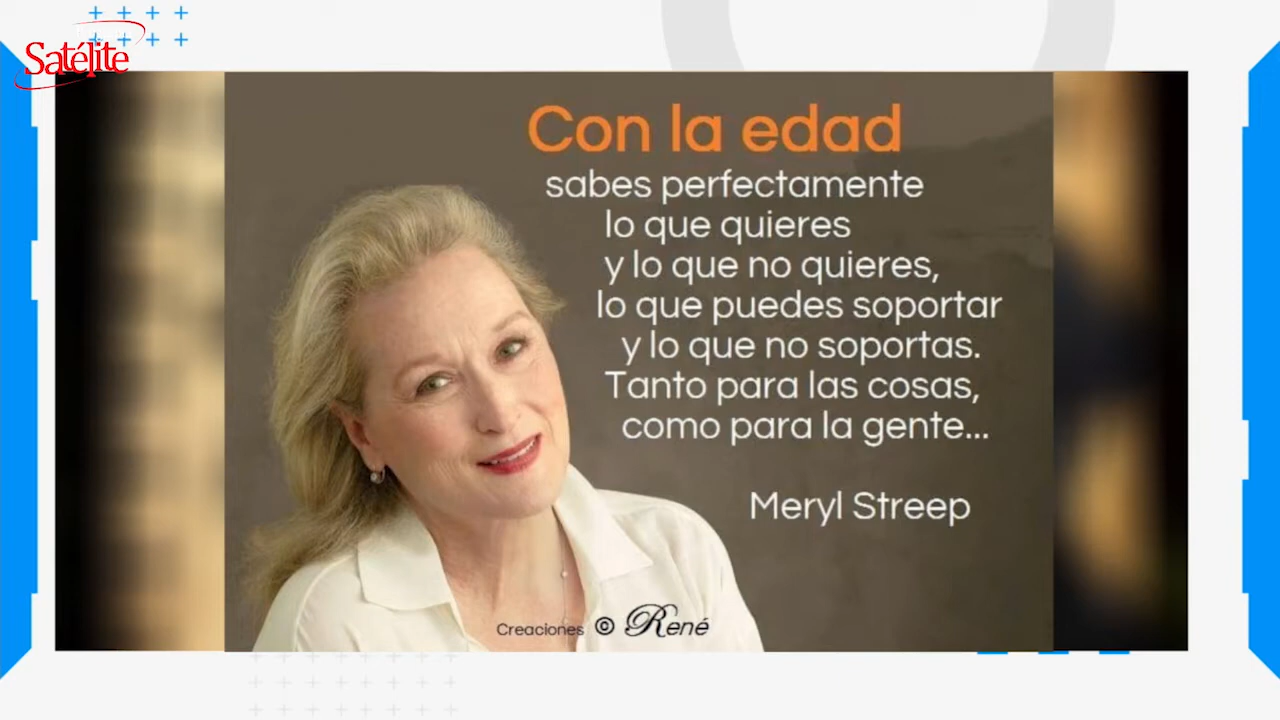 Satélite
Con la edad
sabes perfectamente
lo que quieres
y lo que no quieres,
lo que puedes soportar
y lo que no soportas.
Tanto para las cosas,
como para la gente...
Meryl Streep
Creaciones © René